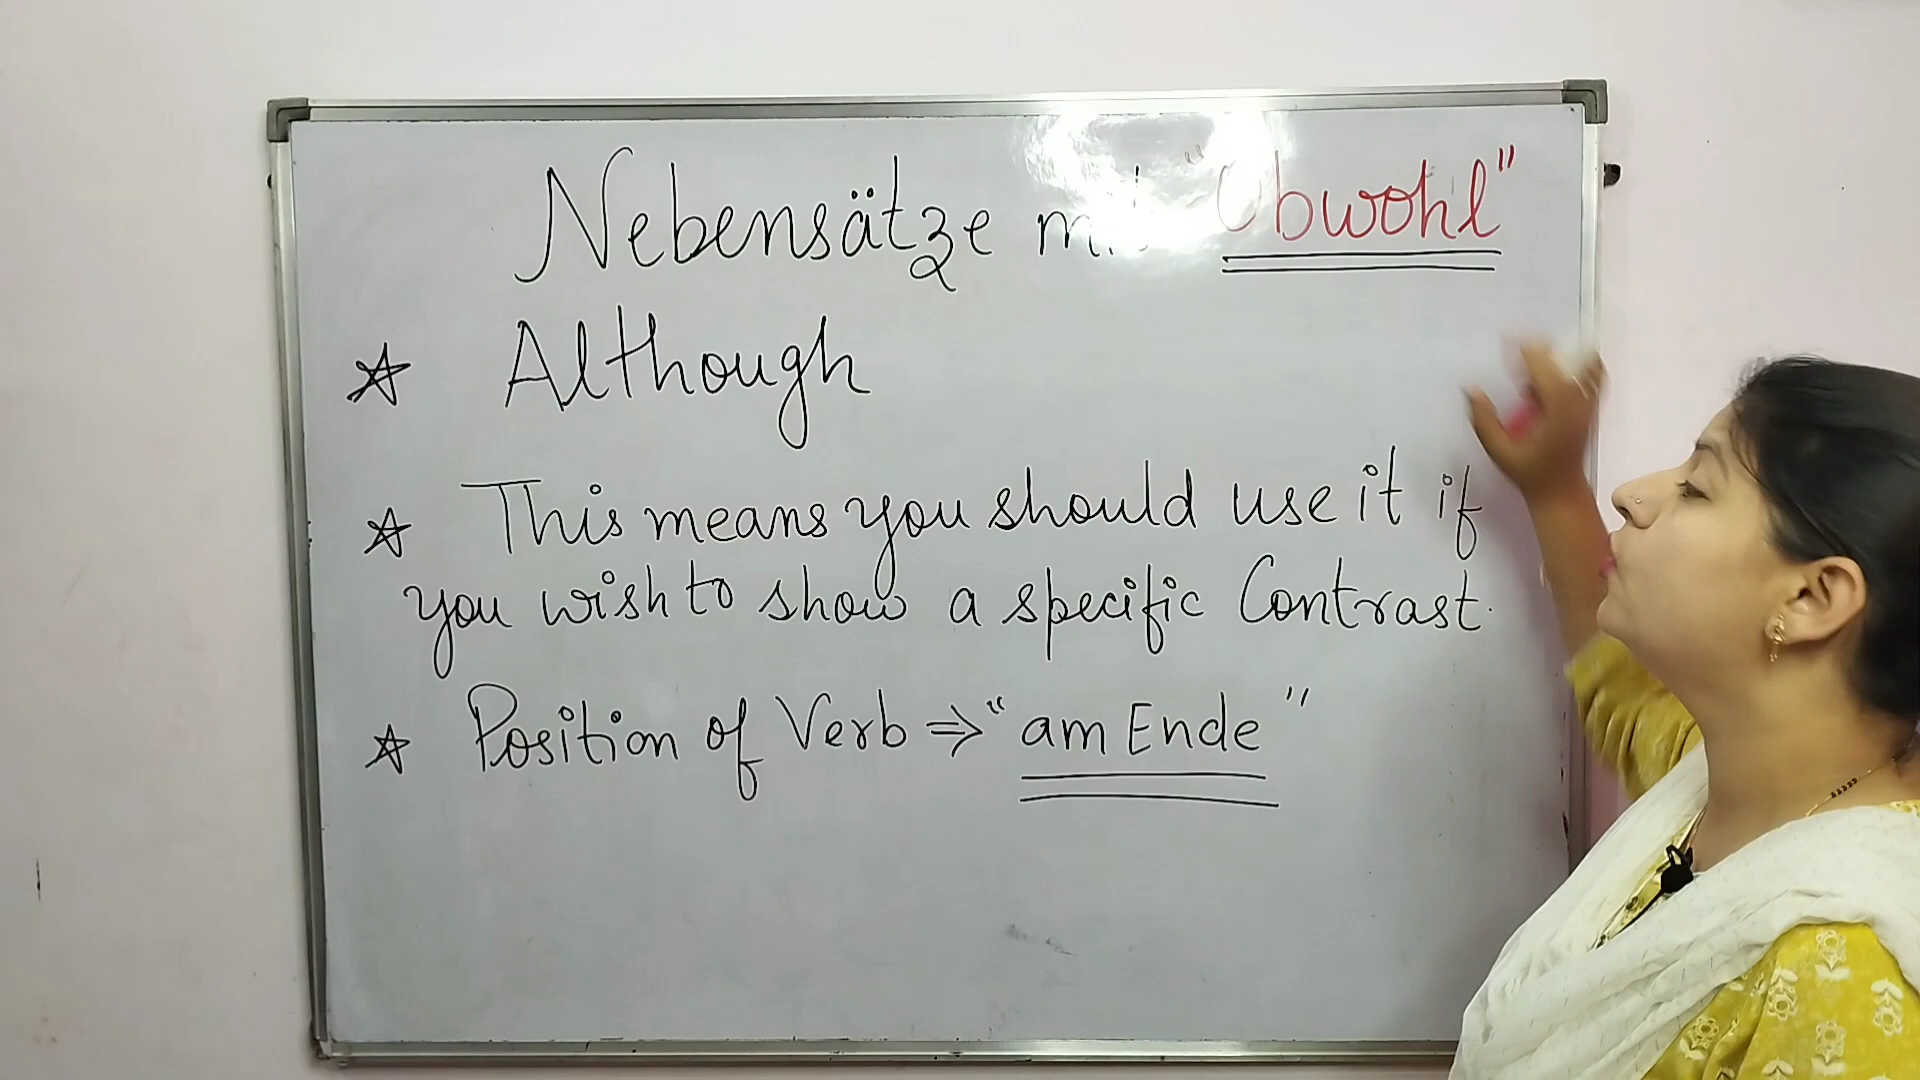 Nebensätze mit "Obwohl"
☆ Although
☆ This means you should use it if
you wish to show a specific Contrast.
☆ Position of Verb ⇒ "am Ende"